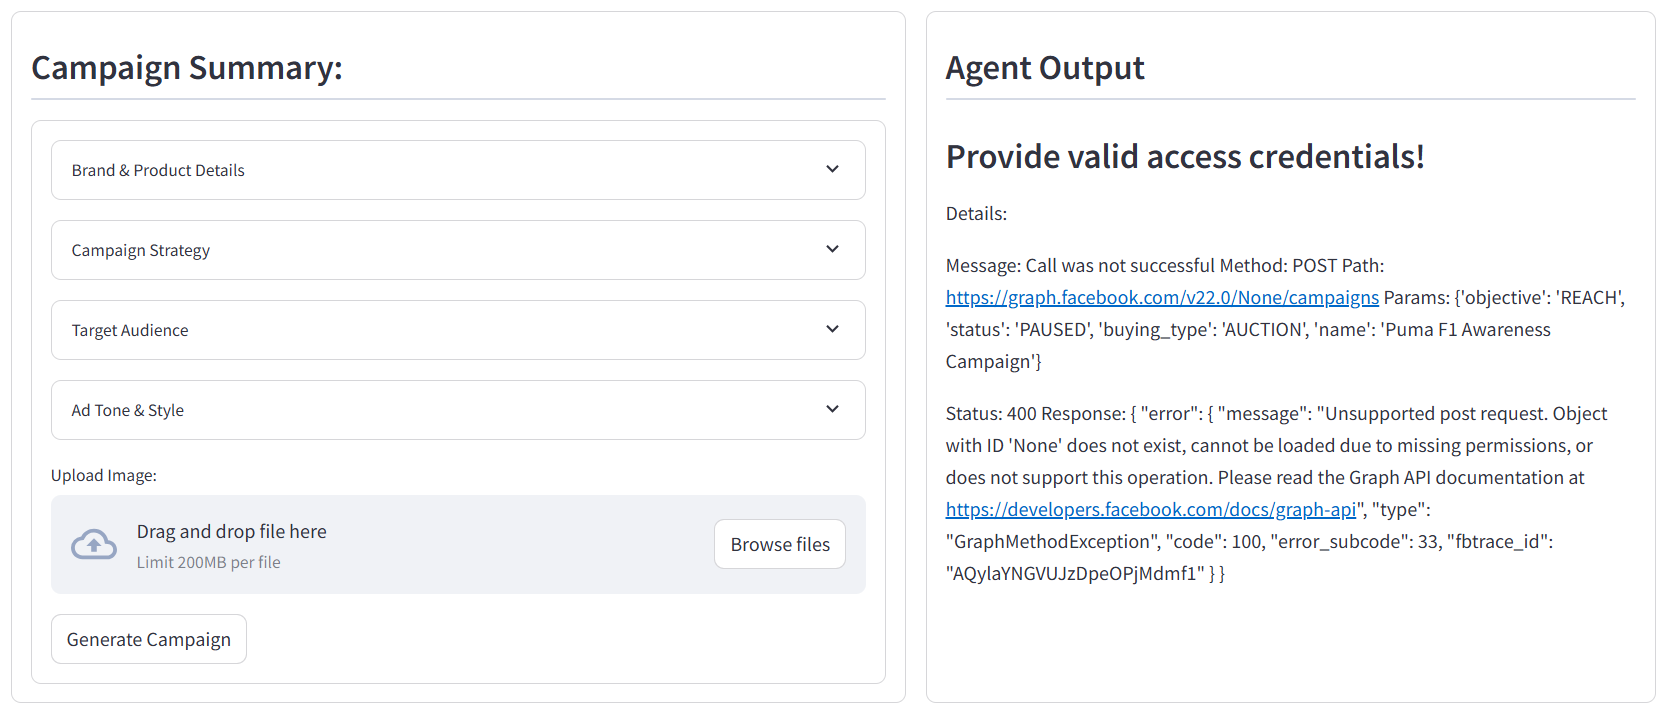 Campaign Summary:
Brand & Product Details
Campaign Strategy
Target Audience
Ad Tone & Style
Upload Image:
Drag and drop file here
Limit 200MB per file
Browse files
Generate Campaign
Agent Output
Provide valid access credentials!
Details:
Message: Call was not successful Method: POST Path:
https://graph.facebook.com/v22.0/None/campaigns Params: {'objective': 'REACH',
'status': 'PAUSED', 'buying_type': 'AUCTION', 'name': 'Puma F1 Awareness
Campaign'}
Status: 400 Response: { "error": { "message": "Unsupported post request. Object
with ID 'None' does not exist, cannot be loaded due to missing permissions, or
does not support this operation. Please read the Graph API documentation at
https://developers.facebook.com/docs/graph-api", "type":
"GraphMethodException", "code": 100, "error_subcode": 33, "fbtrace_id":
"AQylaYNGVUJzDpeOPjMdmf1" } }